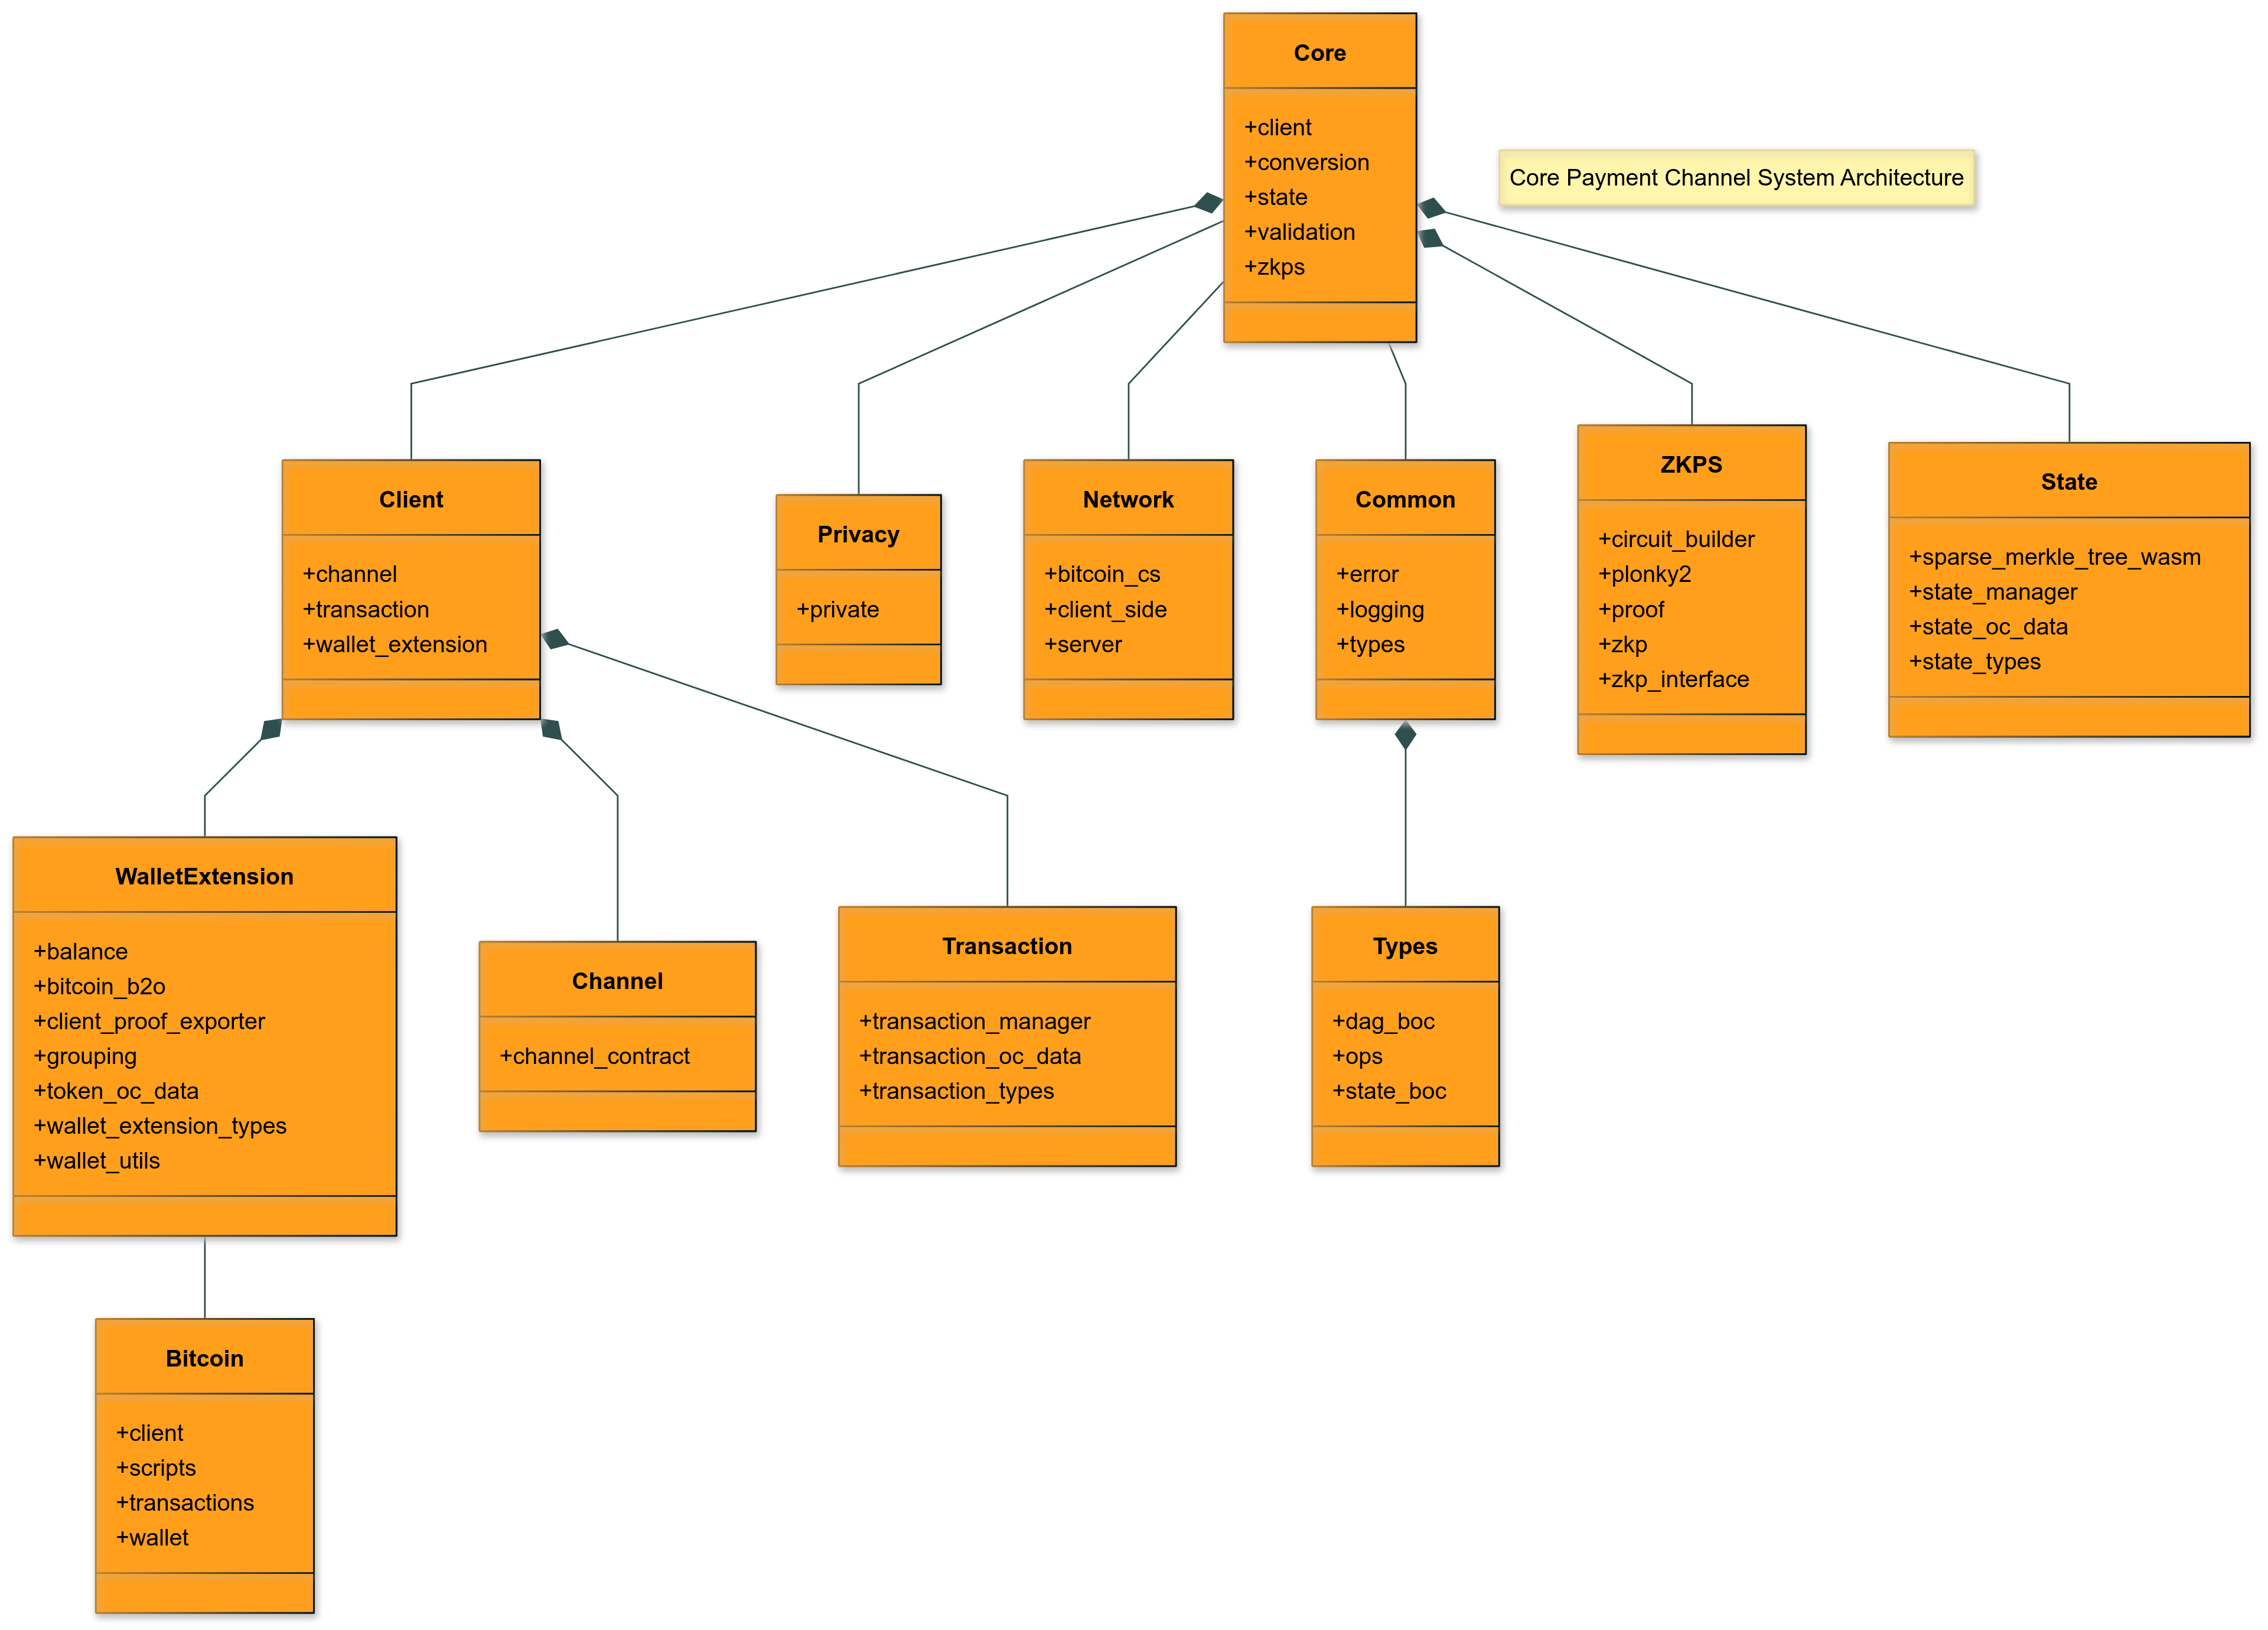 Core
+client
+conversion
+state
+validation
+zkps
Core Payment Channel System Architecture
Client
+channel
+transaction
+wallet_extension
Privacy
+private
Network
+bitcoin_cs
+client_side
+server
Common
+error
+logging
+types
ZKPS
+circuit_builder
+plonky2
+proof
+zkp
+zkp_interface
State
+sparse_merkle_tree_wasm
+state_manager
+state_oc_data
+state_types
WalletExtension
+balance
+bitcoin_b2o
+client_proof_exporter
+grouping
+token_oc_data
+wallet_extension_types
+wallet_utils
Channel
+channel_contract
Transaction
+transaction_manager
+transaction_oc_data
+transaction_types
Types
+dag_boc
+ops
+state_boc
Bitcoin
+client
+scripts
+transactions
+wallet